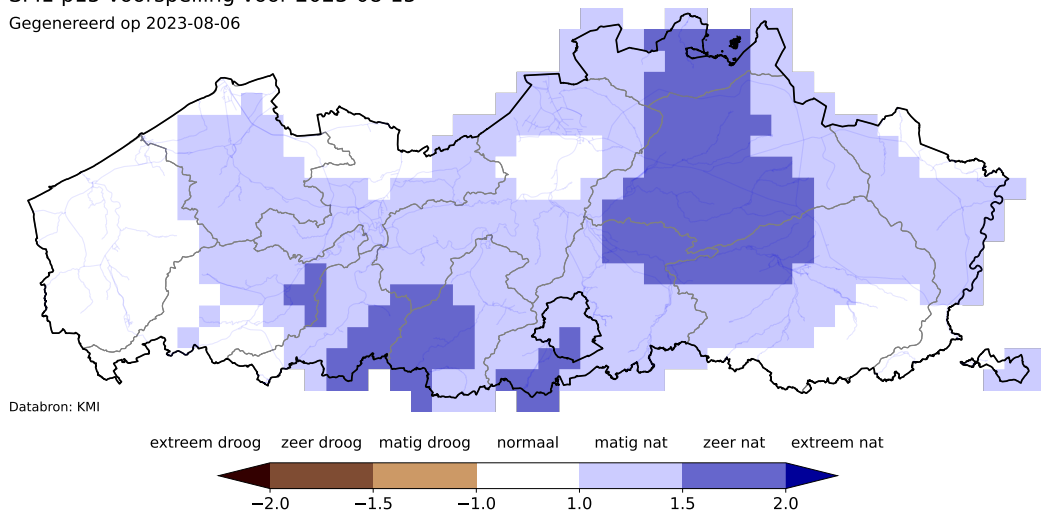 Gegenereerd op 2023-08-06
Databron: KMI
extreem droog zeer droog matig droog normaal matig nat zeer nat extreem nat
−2.0 −1.5 −1.0 1.0 1.5 2.0